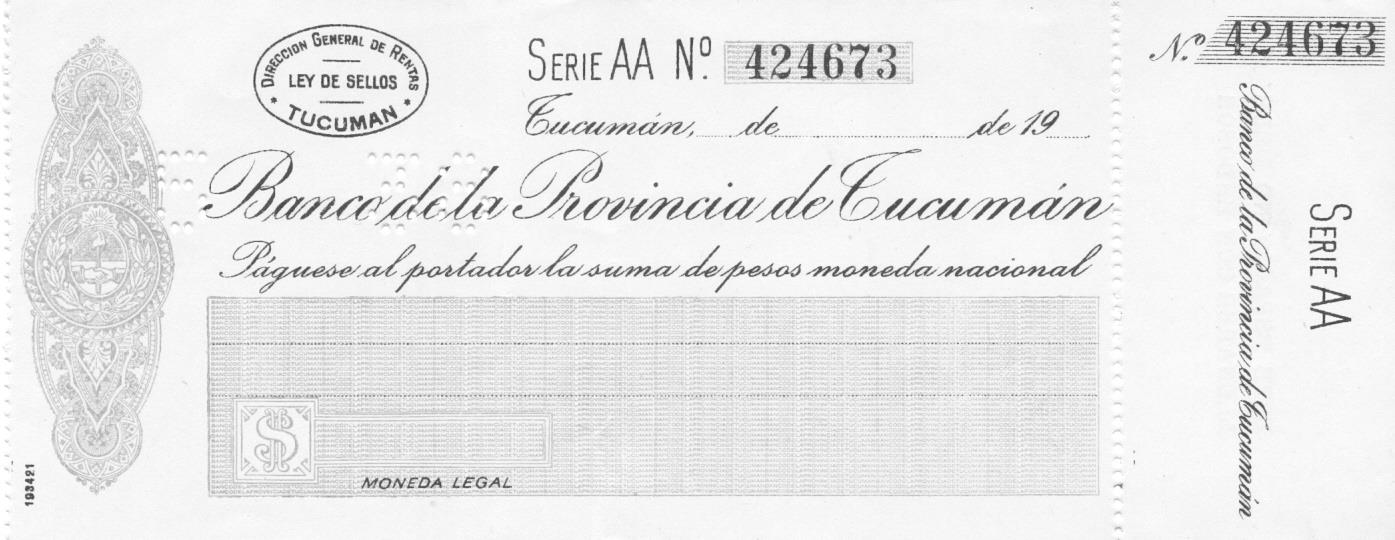 DIRECCION GENERAL DE RENTAS
LEY DE SELLOS
* TUCUMAN *
SERIE AA Nº 424673
Tucumán, de de 19
Banco de la Provincia de Tucumán
Páguese al portador la suma de pesos moneda nacional
$
MONEDA LEGAL
193421
Nº 424673
Banco de la Provincia de Tucumán
SERIE AA